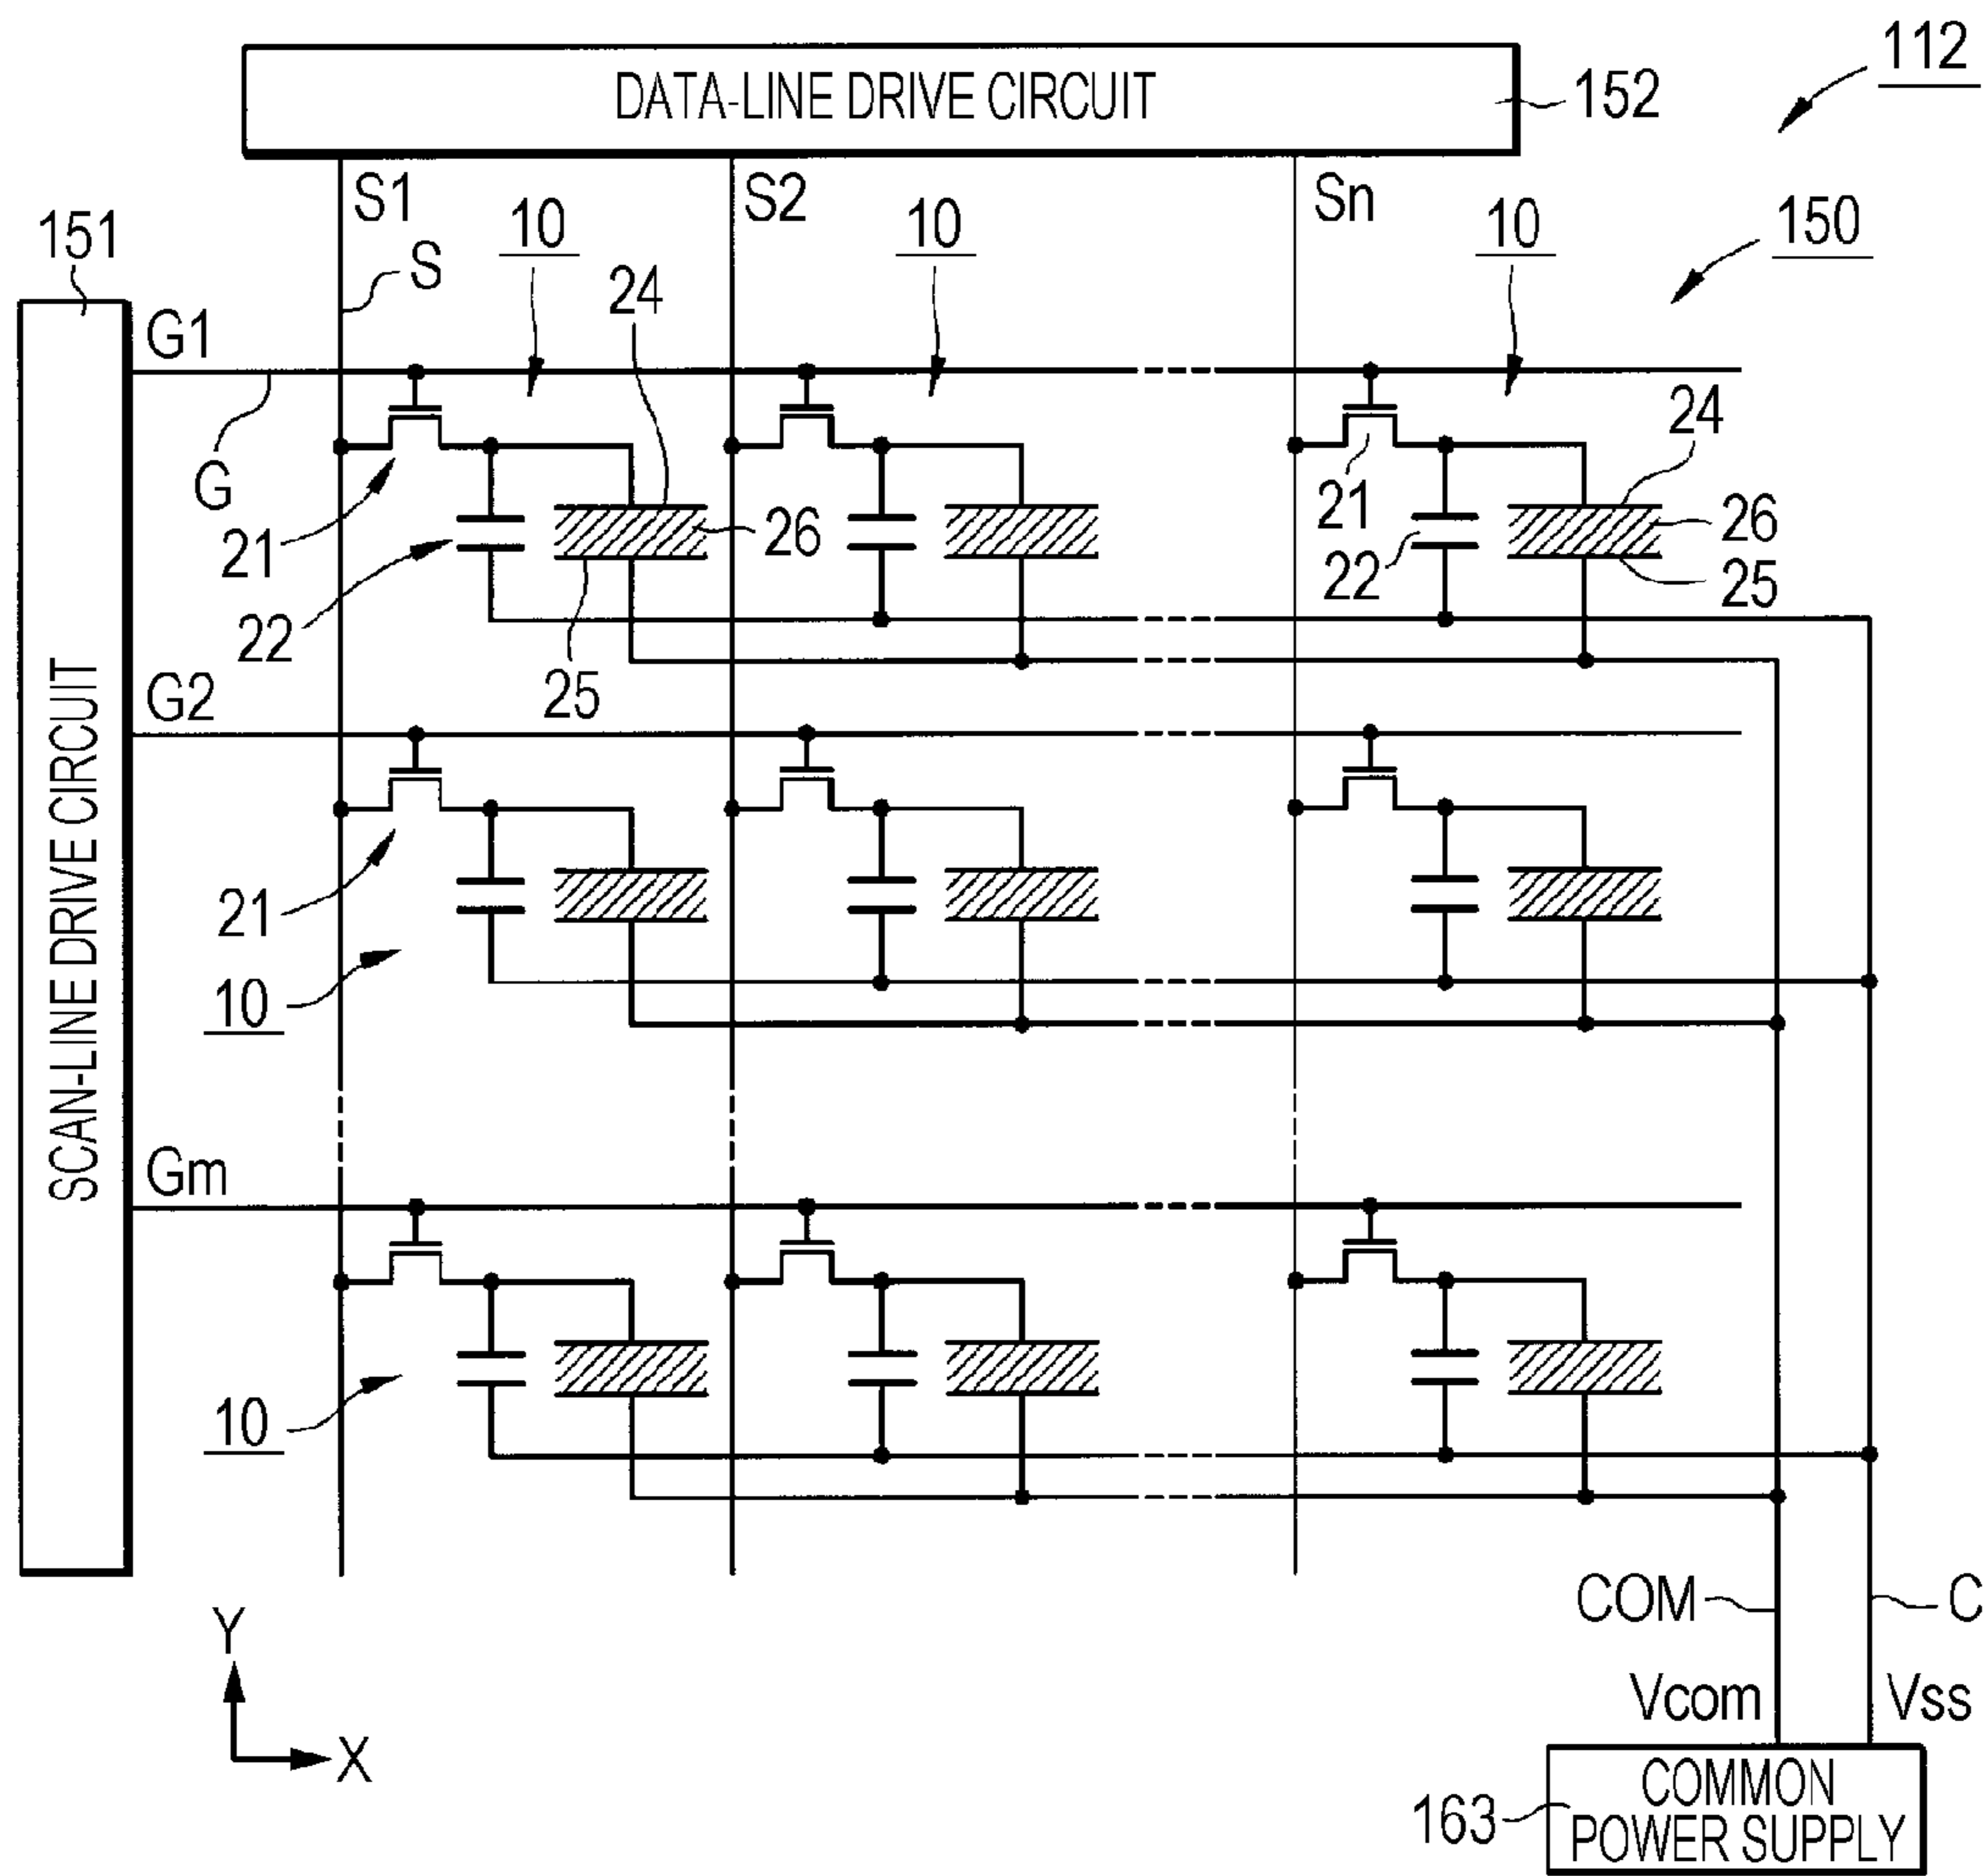 112
DATA-LINE DRIVE CIRCUIT
152
S1
S2
Sn
10
10
10
150
151
S
24
G1
G
24
21
22
26
21
22
26
25
25
G2
SCAN-LINE DRIVE CIRCUIT
21
10
Gm
10
COM
C
Y
X
Vcom
Vss
163
COMMON
POWER SUPPLY